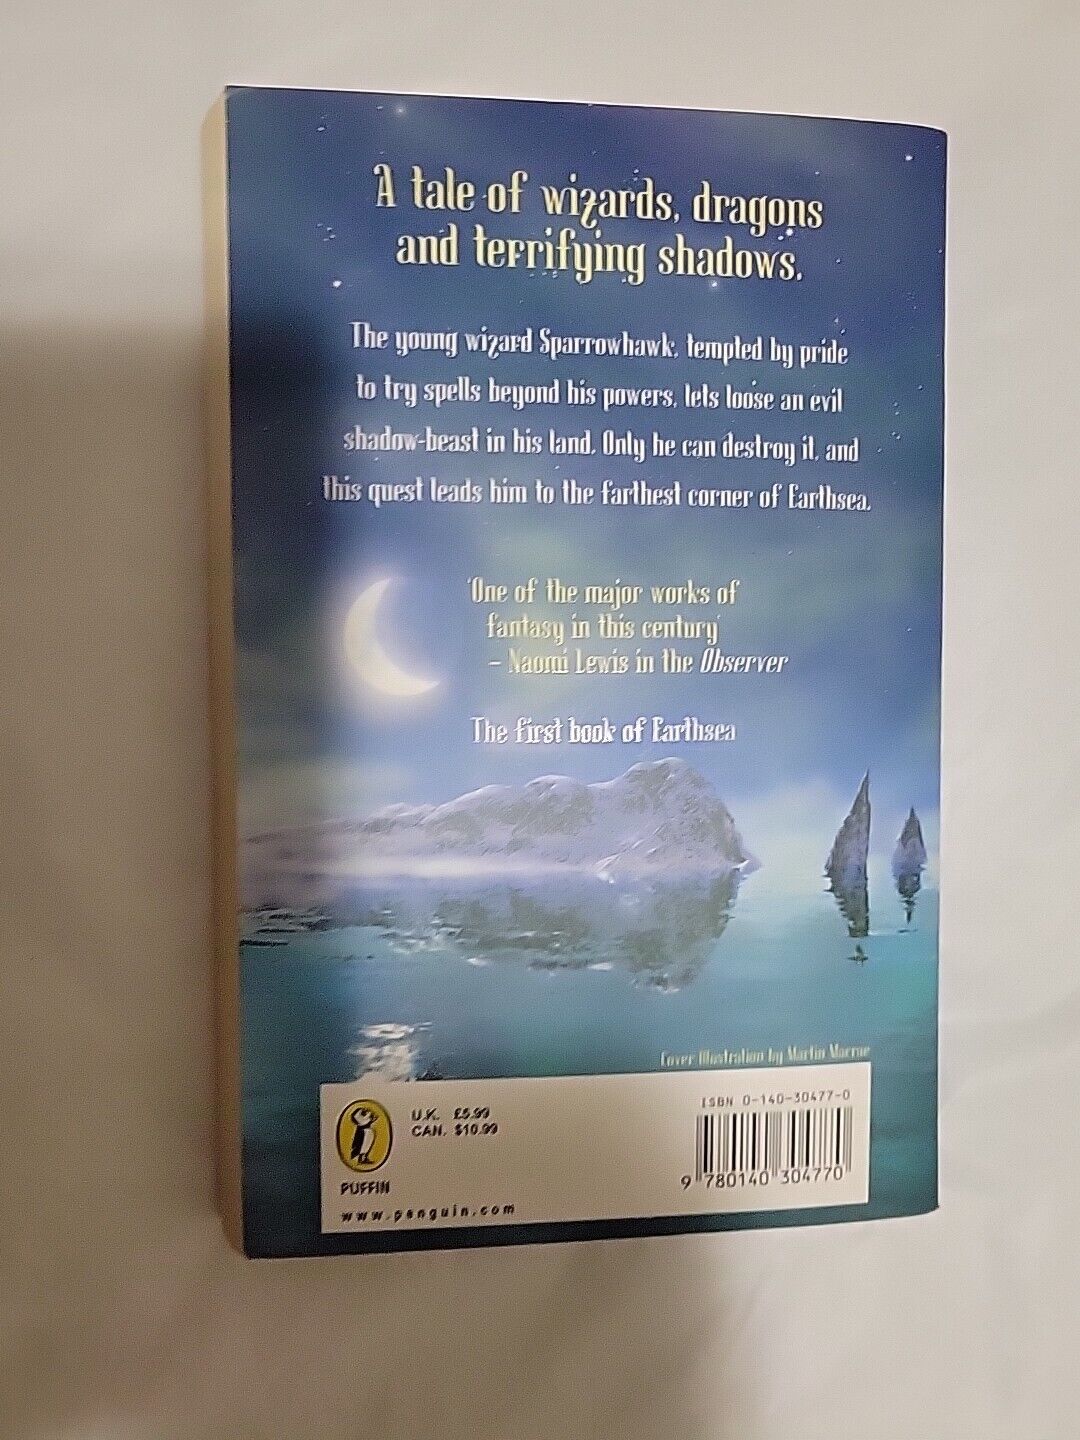 A tale of wizards, dragons
and terrifying shadows.
The young wizard Sparrowhawk, tempted by pride
to try spells beyond his powers, lets loose an evil
shadow-beast in his land. Only he can destroy it, and
this quest leads him to the farthest corner of Earthsea.
'One of the major works of
fantasy in this century'
– Naomi Lewis in the Observer
The first book of Earthsea
Cover illustration by Martin Macrae
ISBN 0-140-30477-0
U.K. £5.99
CAN. $10.99
9 780140 304770
PUFFIN
www.penguin.com